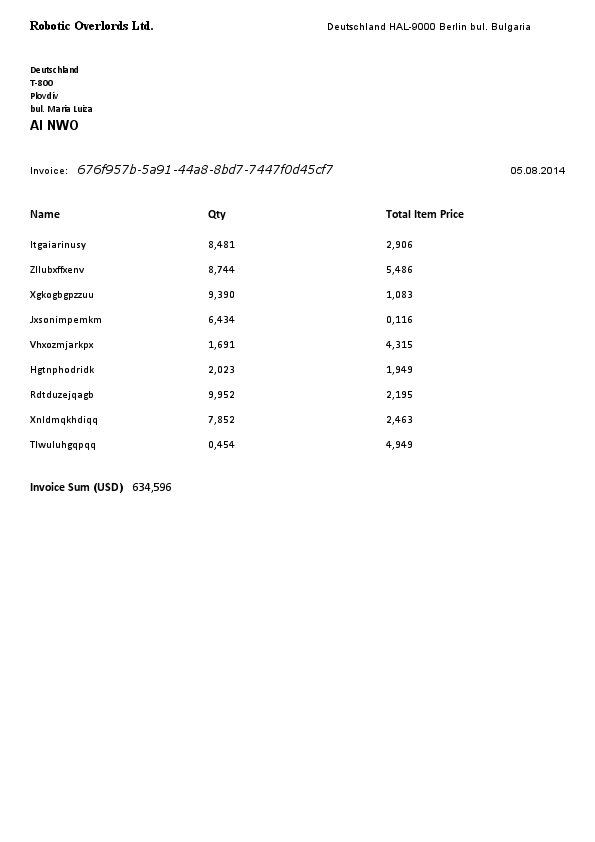 Robotic Overlords Ltd. Deutschland HAL-9000 Berlin bul. Bulgaria
Deutschland
T-800
Plovdiv
bul. Maria Luiza
AI NWO
Invoice: 676f957b-5a91-44a8-8bd7-7447f0d45cf7 05.08.2014
Name Qty Total Item Price
Itgaiarinusy 8,481 2,906
Zllubxffxenv 8,744 5,486
Xgkogbgpzzuu 9,390 1,083
Jxsonimpemkm 6,434 0,116
Vhxozmjarkpx 1,691 4,315
Hgtnphodridk 2,023 1,949
Rdtduzejqagb 9,952 2,195
Xnldmqkhdiqq 7,852 2,463
Tlwuluhgqpqq 0,454 4,949
Invoice Sum (USD) 634,596